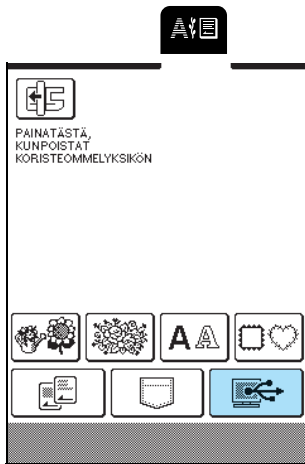 PAINATÄSTÄ,
KUNPOISTAT
KORISTEOMMELYKSIKÖN
A A